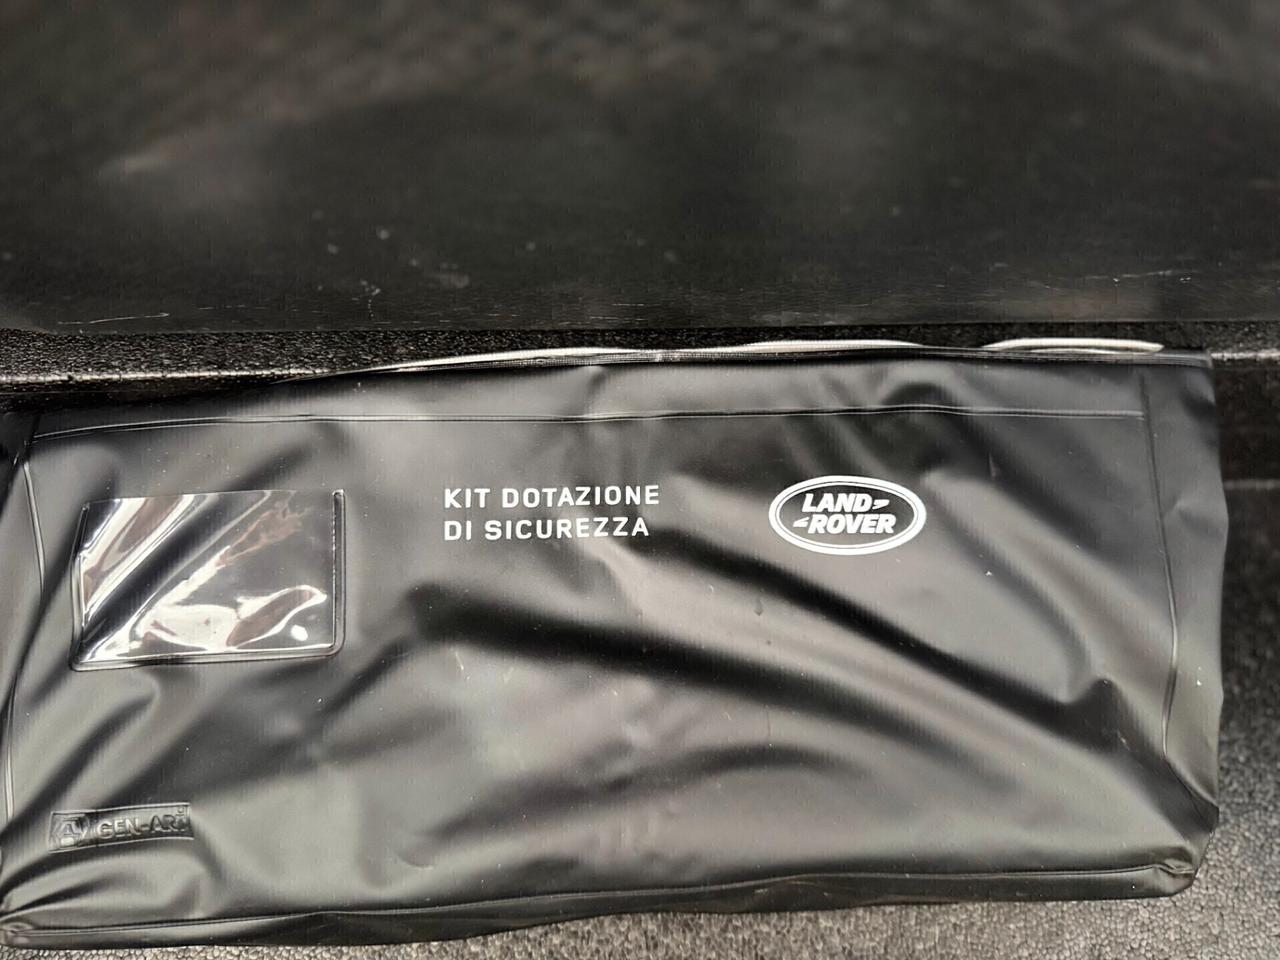 KIT DOTAZIONE
DI SICUREZZA
LAND
ROVER
GEN-ART